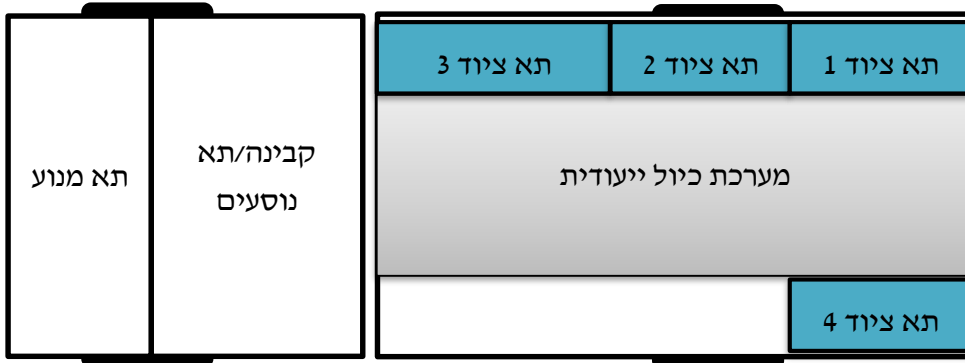 תא ציוד 1
תא ציוד 2
תא ציוד 3
קבינה/תא
נוסעים
תא מנוע
מערכת כיול ייעודית
תא ציוד 4